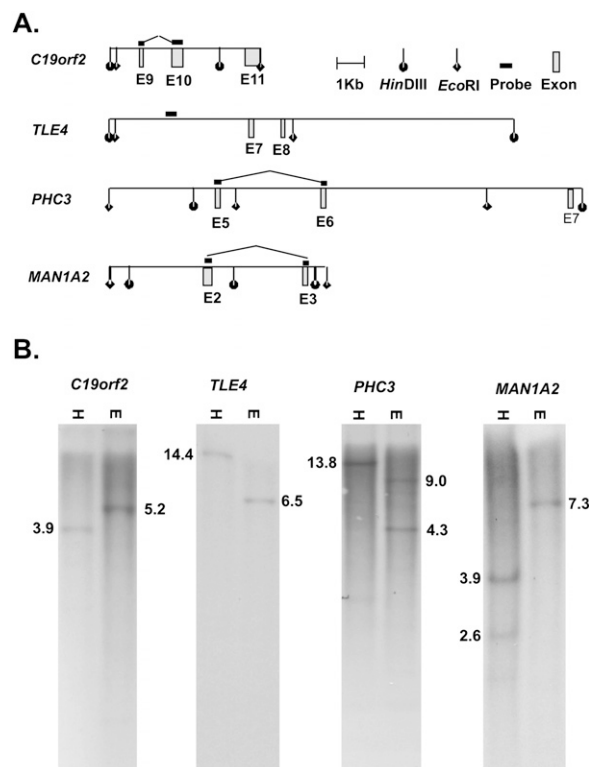 A.
C19orf2
E9 E10 E11
1Kb HinDIII EcoRI Probe Exon
TLE4
E7 E8
PHC3
E5 E6 E7
MAN1A2
E2 E3
B.
C19orf2 TLE4 PHC3 MAN1A2
H E H E H E H E
14.4 13.8
9.0
5.2 6.5 7.3
3.9 4.3
3.9
2.6